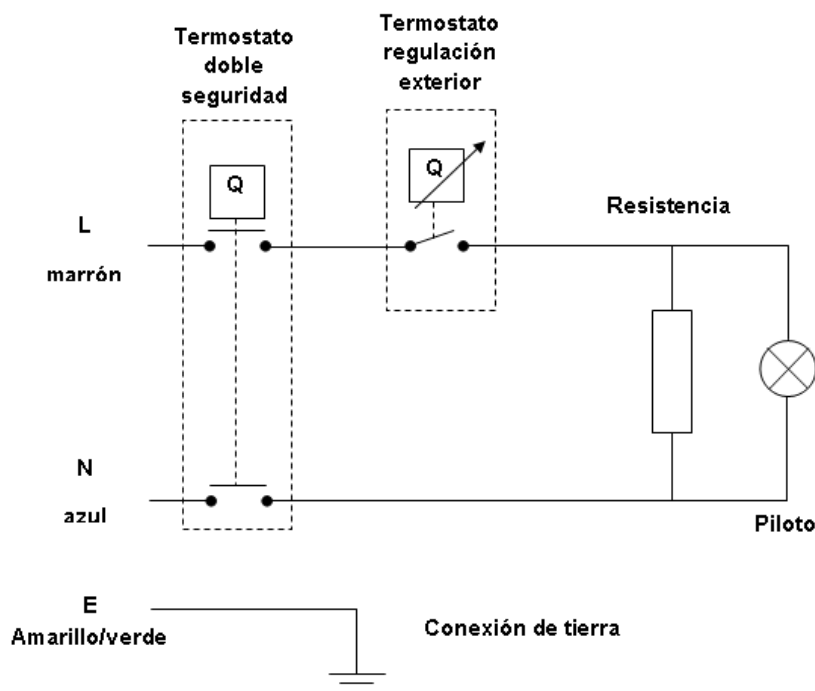 Termostato
doble
seguridad
Termostato
regulación
exterior
Q
Q
L
marrón
Resistencia
N
azul
Piloto
E
Amarillo/verde
Conexión de tierra